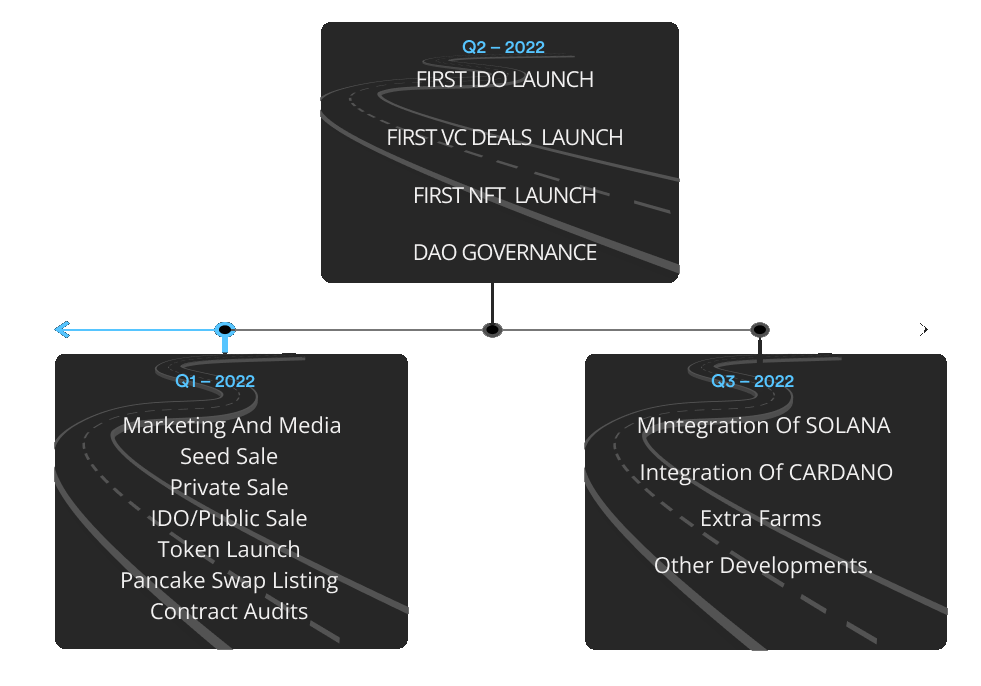 Q2 – 2022
FIRST IDO LAUNCH
FIRST VC DEALS LAUNCH
FIRST NFT LAUNCH
DAO GOVERNANCE
Q1 – 2022
Marketing And Media
Seed Sale
Private Sale
IDO/Public Sale
Token Launch
Pancake Swap Listing
Contract Audits
Q3 – 2022
MIntegration Of SOLANA
Integration Of CARDANO
Extra Farms
Other Developments.